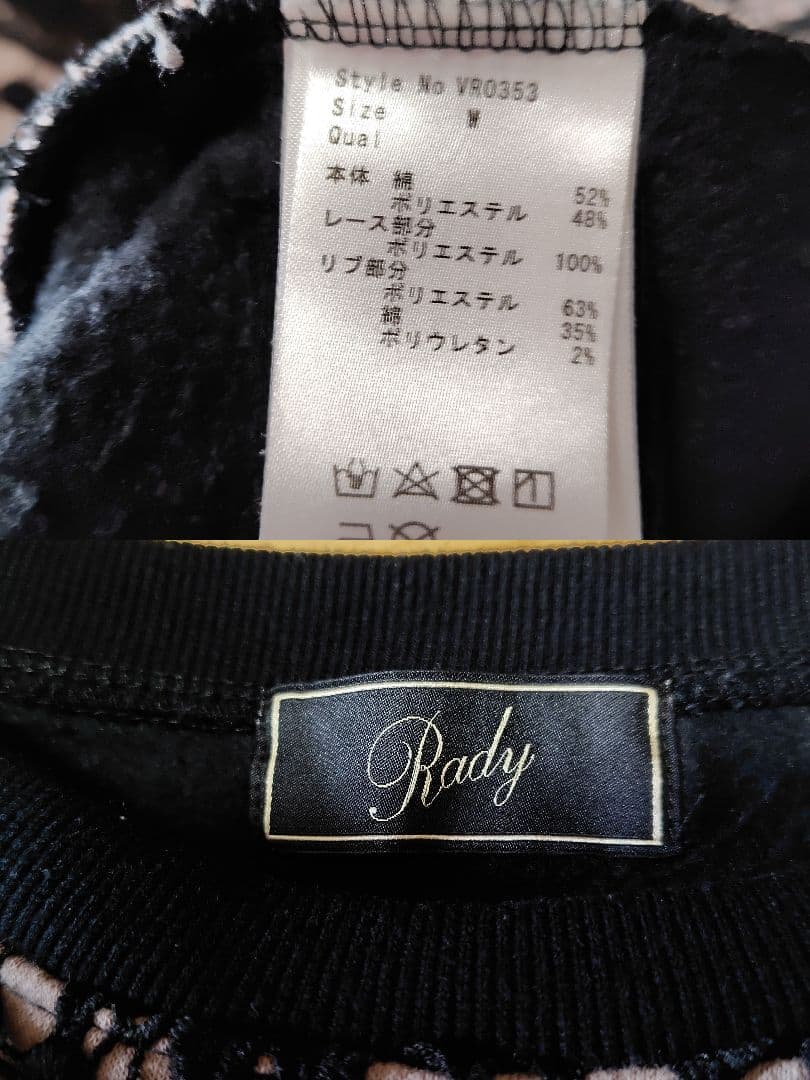 Style No VR0353
Size M
Qual
本体 綿 52%
ポリエステル 48%
レース部分
ポリエステル 100%
リブ部分
ポリエステル 63%
綿 35%
ポリウレタン 2%
Rady